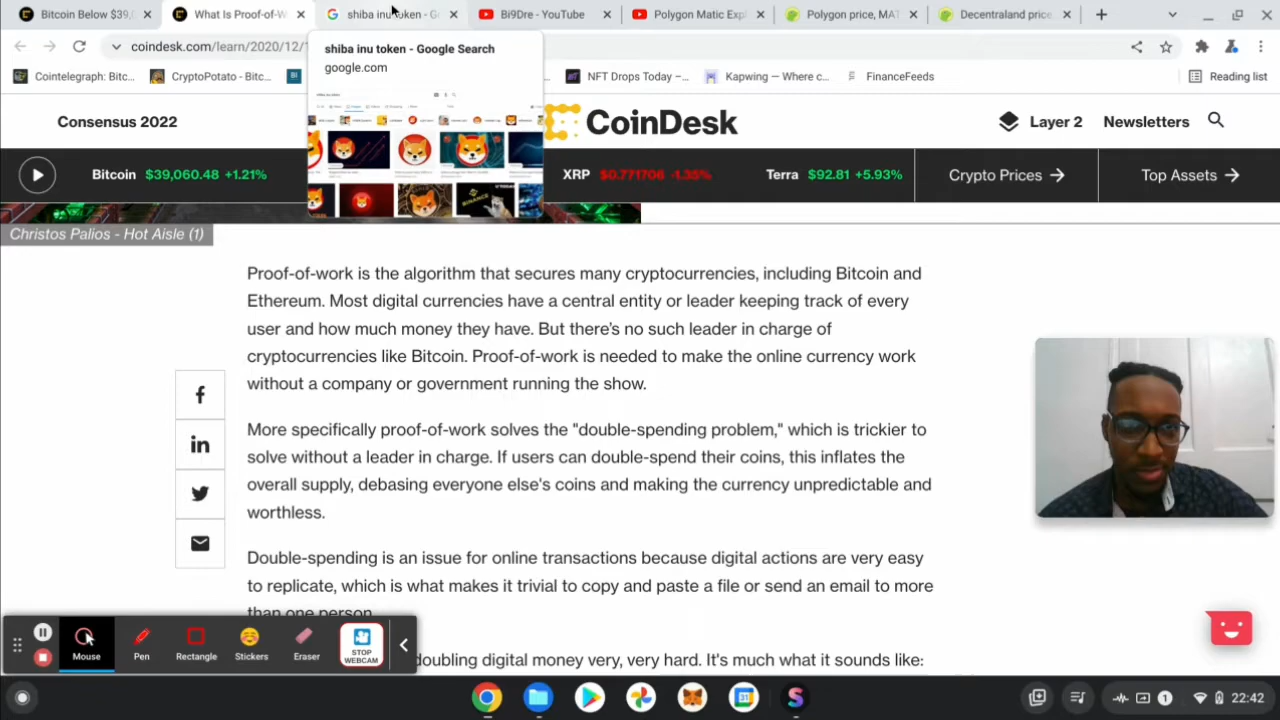 Bitcoin Below $39,
What Is Proof-of-W
shiba inu token - G
Bi9Dre - YouTube
Polygon Matic Exp
Polygon price, MA
Decentraland price
coindesk.com/learn/2020/12/1
shiba inu token - Google Search
google.com
Cointelegraph: Bitc...
CryptoPotato - Bitc...
NFT Drops Today –...
Kapwing — Where c...
FinanceFeeds
Reading list
Consensus 2022
CoinDesk
Layer 2
Newsletters
Bitcoin $39,060.48 +1.21%
XRP $0.771706 -1.35%
Terra $92.81 +5.93%
Crypto Prices
Top Assets
Christos Palios - Hot Aisle (1)
Proof-of-work is the algorithm that secures many cryptocurrencies, including Bitcoin and
Ethereum. Most digital currencies have a central entity or leader keeping track of every
user and how much money they have. But there’s no such leader in charge of
cryptocurrencies like Bitcoin. Proof-of-work is needed to make the online currency work
without a company or government running the show.
More specifically proof-of-work solves the "double-spending problem," which is trickier to
solve without a leader in charge. If users can double-spend their coins, this inflates the
overall supply, debasing everyone else's coins and making the currency unpredictable and
worthless.
Double-spending is an issue for online transactions because digital actions are very easy
to replicate, which is what makes it trivial to copy and paste a file or send an email to more
than one person.
doubling digital money very, very hard. It's much what it sounds like:
Mouse
Pen
Rectangle
Stickers
Eraser
STOP
WEBCAM
31
1
22:42